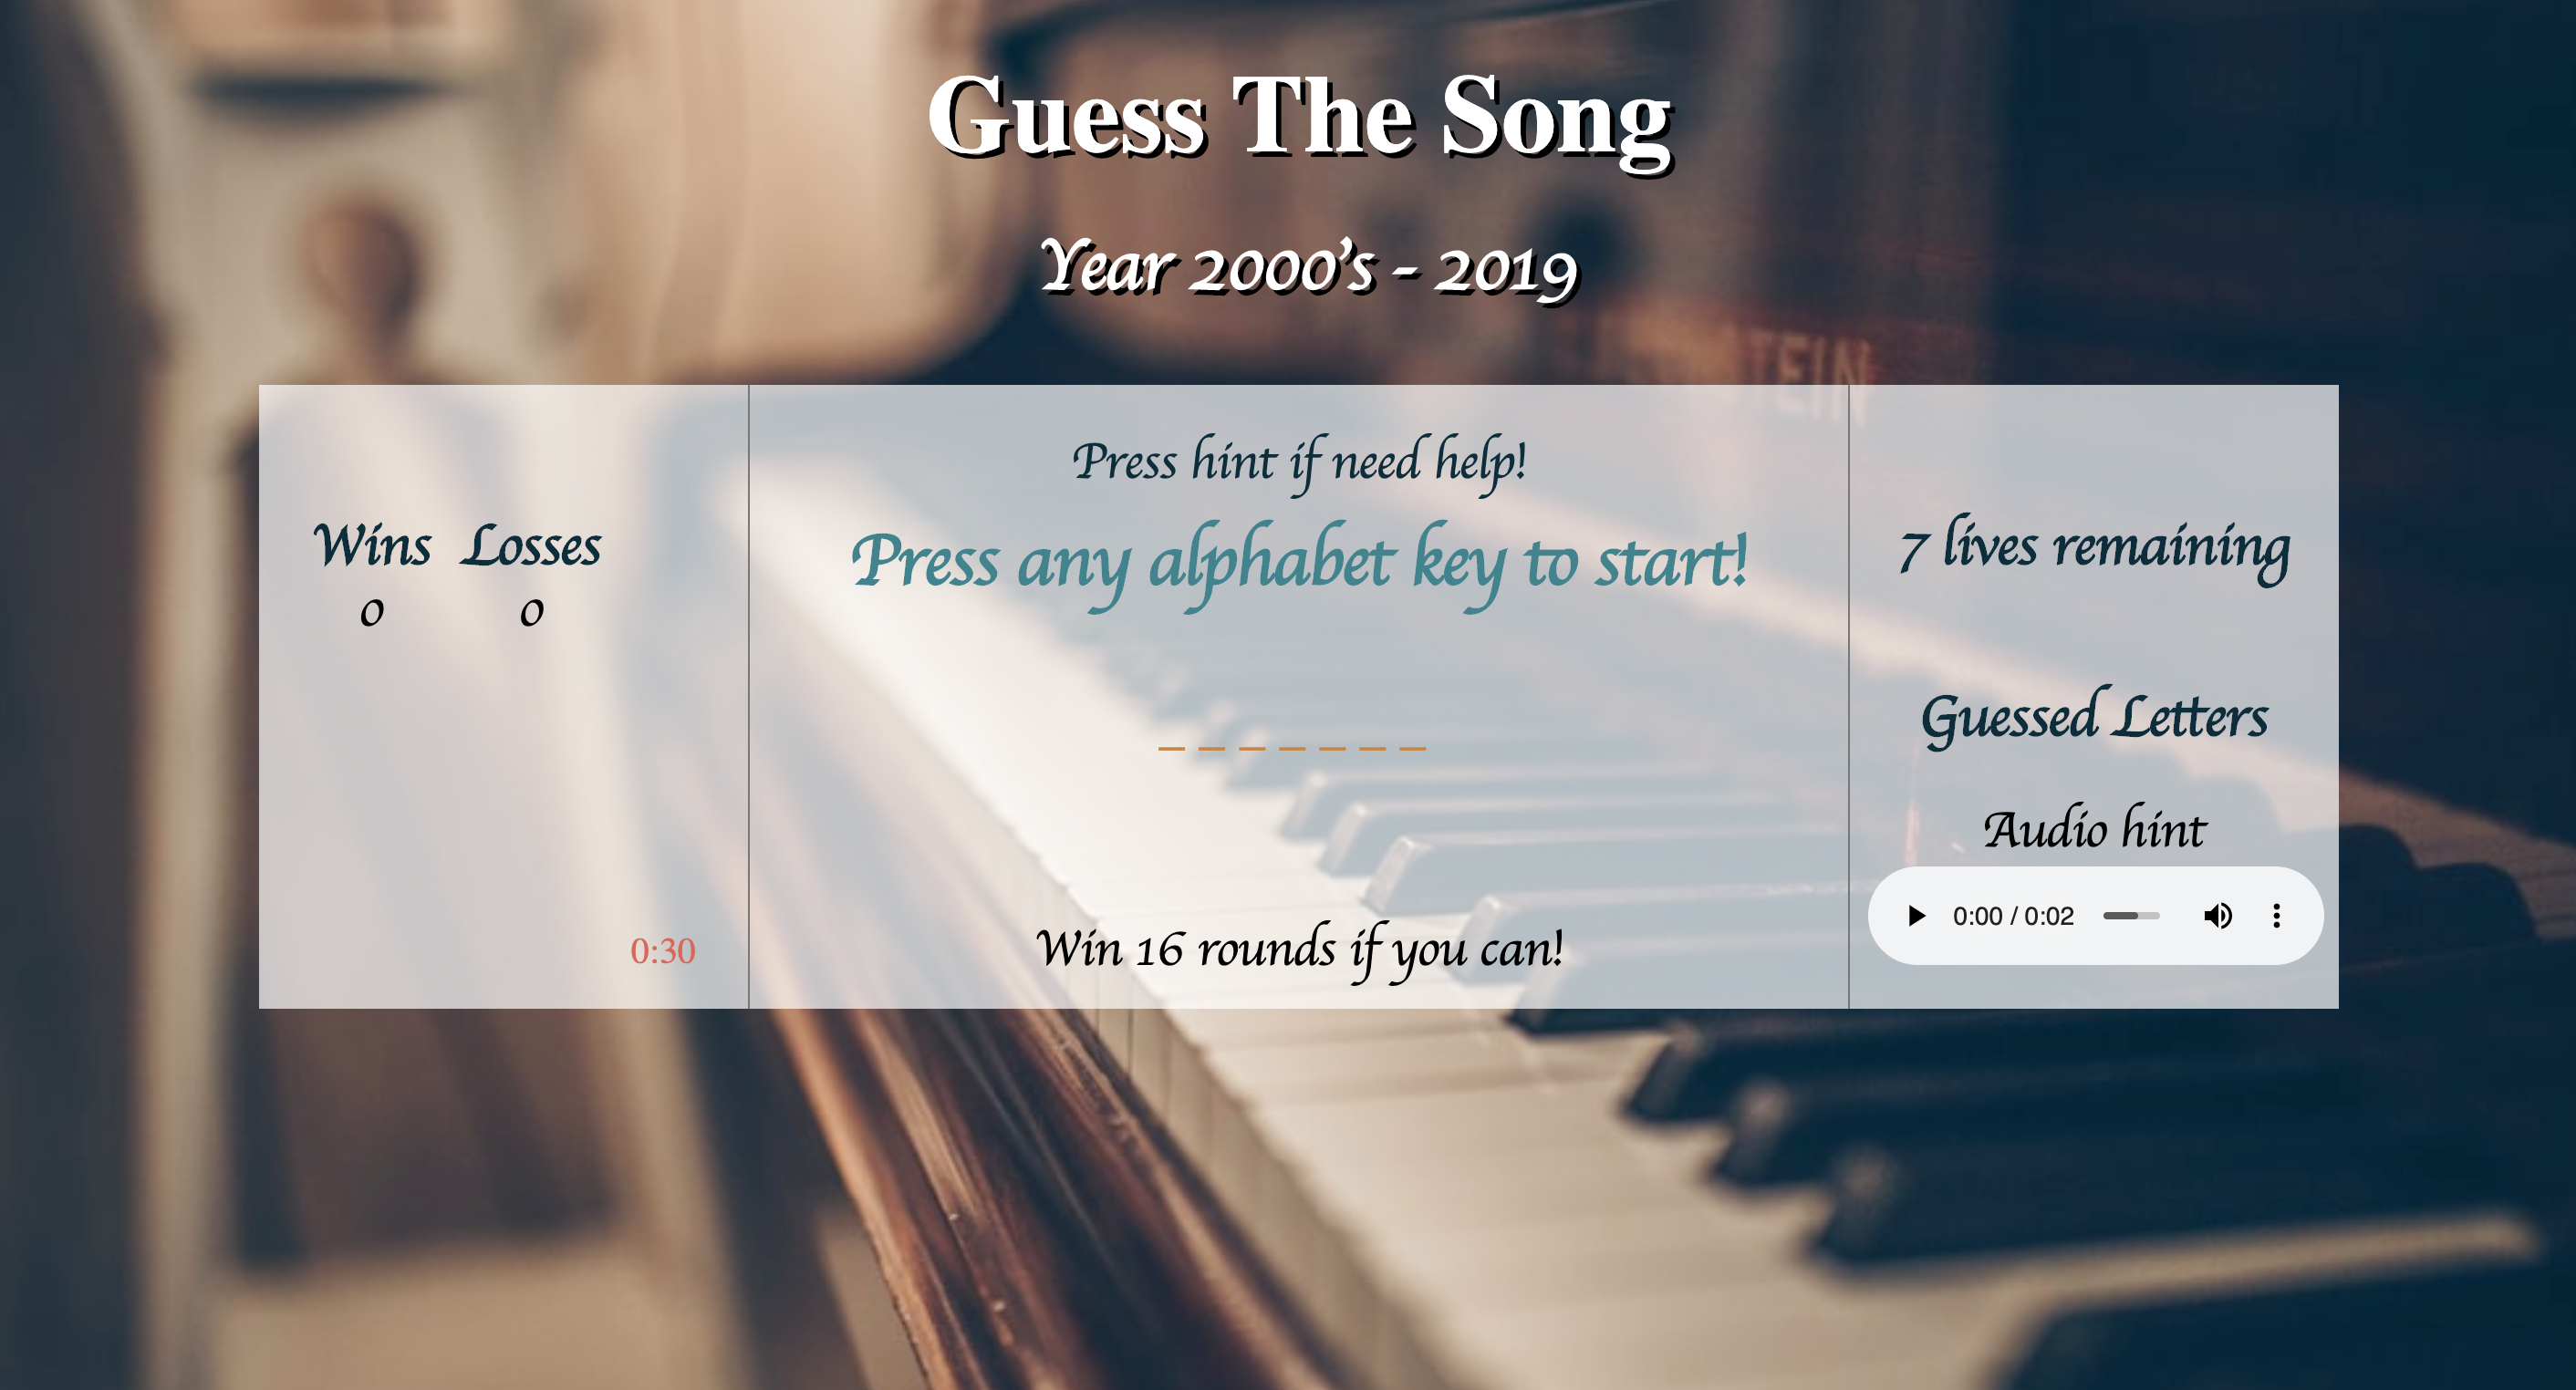 Guess The Song
Year 2000's - 2019
Press hint if need help!
Press any alphabet key to start!
_ _ _ _ _ _ _
Win 16 rounds if you can!
Wins Losses
0 0
0:30
7 lives remaining
Guessed Letters
Audio hint
0:00 / 0:02
TEIN